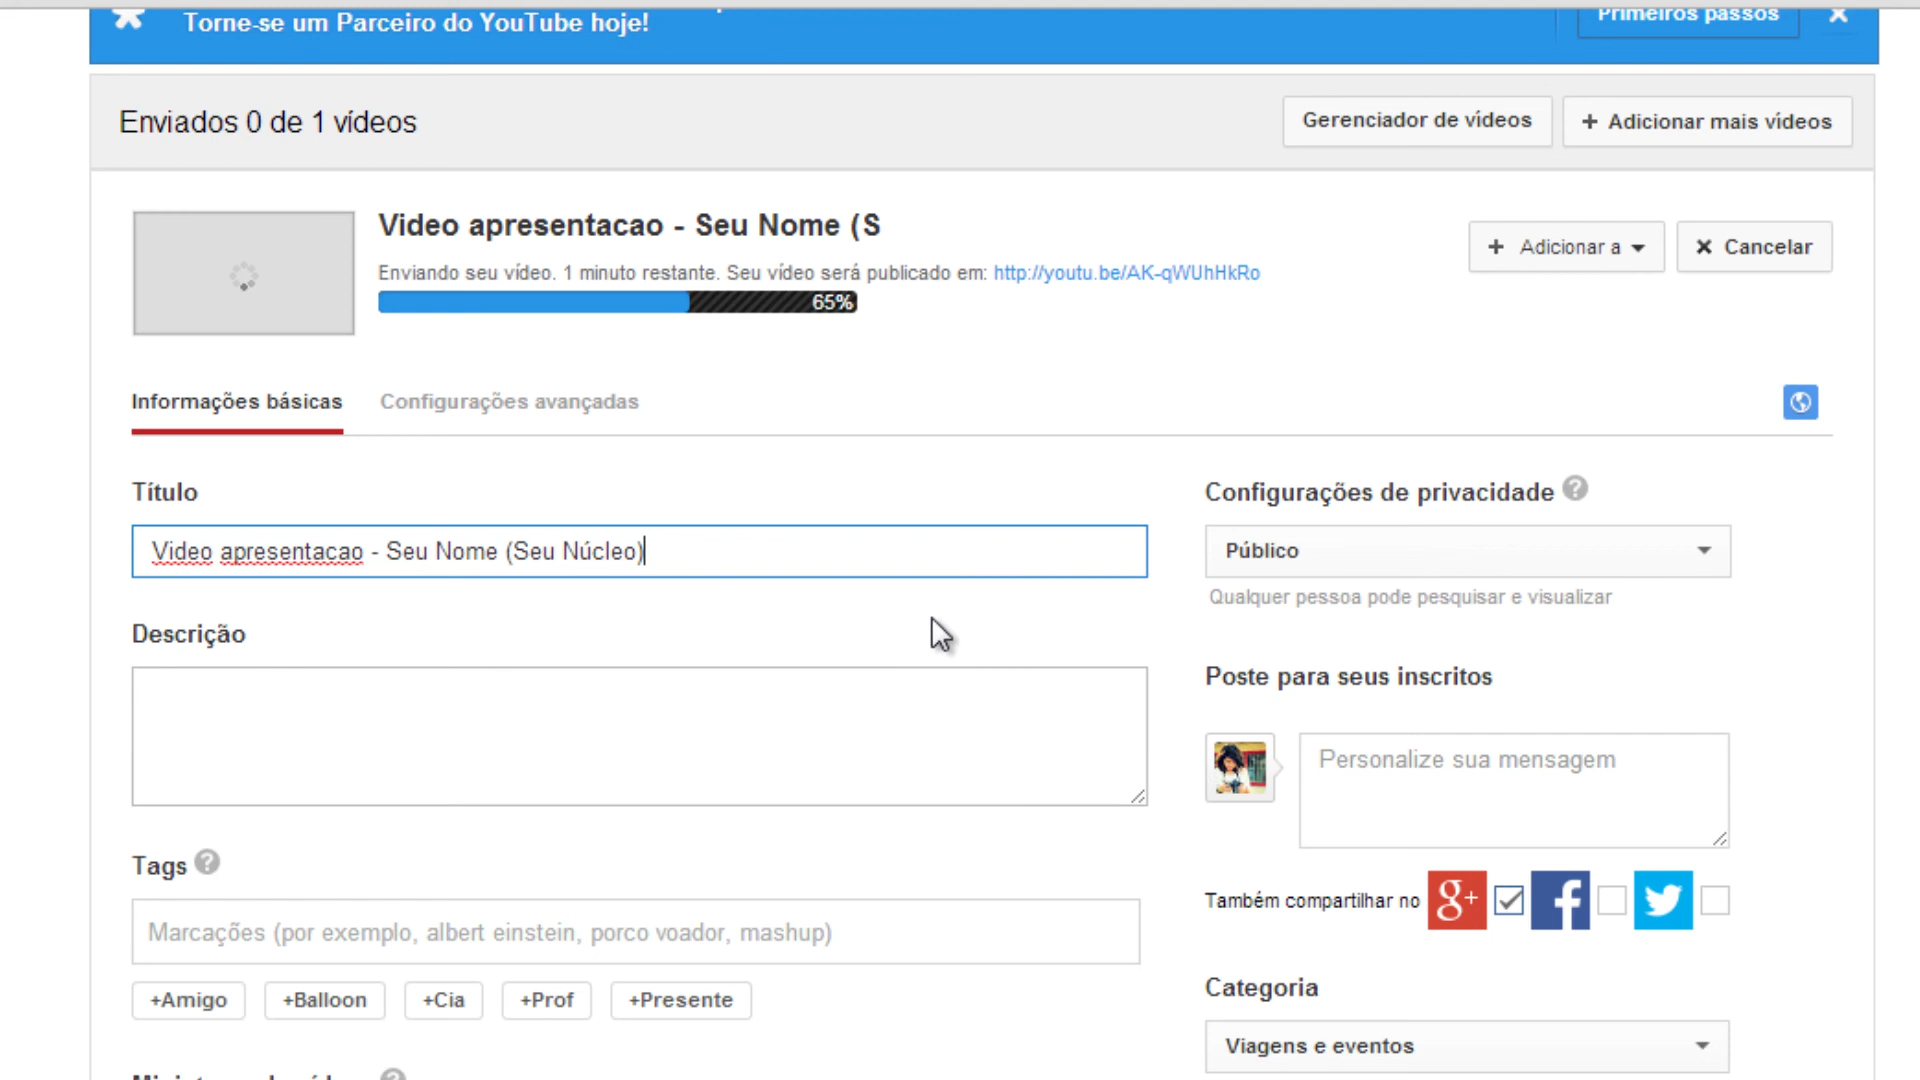 Torne-se um Parceiro do YouTube hoje!
Primeiros passos
Enviados 0 de 1 vídeos
Gerenciador de vídeos
+ Adicionar mais vídeos
Video apresentacao - Seu Nome (S
+ Adicionar a
Cancelar
Enviando seu vídeo. 1 minuto restante. Seu vídeo será publicado em: http://youtu.be/AK-qWUhHkRo
65%
Informações básicas
Configurações avançadas
Título
Configurações de privacidade ?
Video apresentacao - Seu Nome (Seu Núcleo)
Público
Qualquer pessoa pode pesquisar e visualizar
Descrição
Poste para seus inscritos
Personalize sua mensagem
Tags ?
Também compartilhar no g+ f
Marcações (por exemplo, albert einstein, porco voador, mashup)
+Amigo +Balloon +Cia +Prof +Presente
Categoria
Viagens e eventos